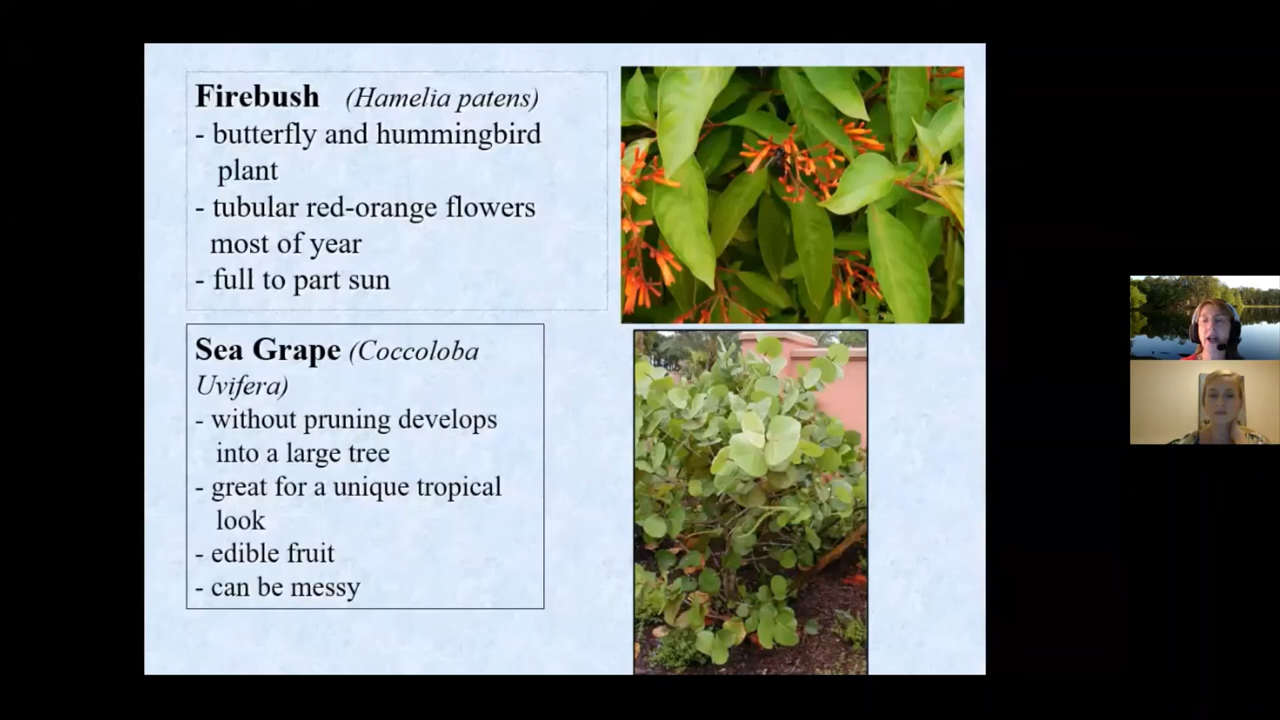 Firebush (Hamelia patens)
- butterfly and hummingbird
plant
- tubular red-orange flowers
most of year
- full to part sun
Sea Grape (Coccoloba
Uvifera)
- without pruning develops
into a large tree
- great for a unique tropical
look
- edible fruit
- can be messy